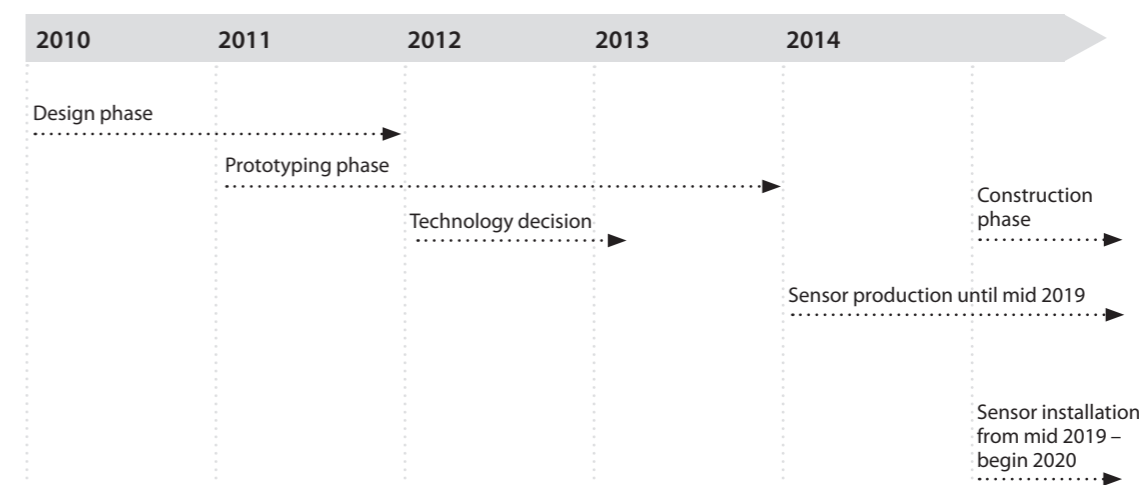 2010 2011 2012 2013 2014
Design phase
Prototyping phase
Construction
phase
Technology decision
Sensor production until mid 2019
Sensor installation
from mid 2019 –
begin 2020